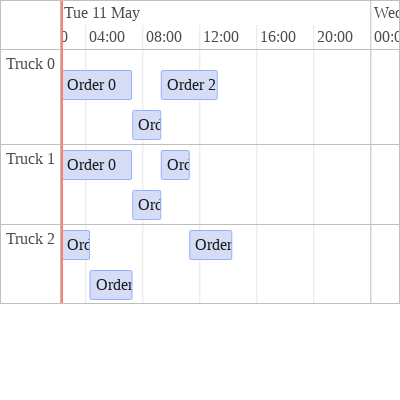 Tue 11 May
Wed
0 04:00 08:00 12:00 16:00 20:00 00:0
Truck 0
Order 0
Order 2
Ord
Truck 1
Order 0
Ord
Ord
Truck 2
Ord
Order
Order